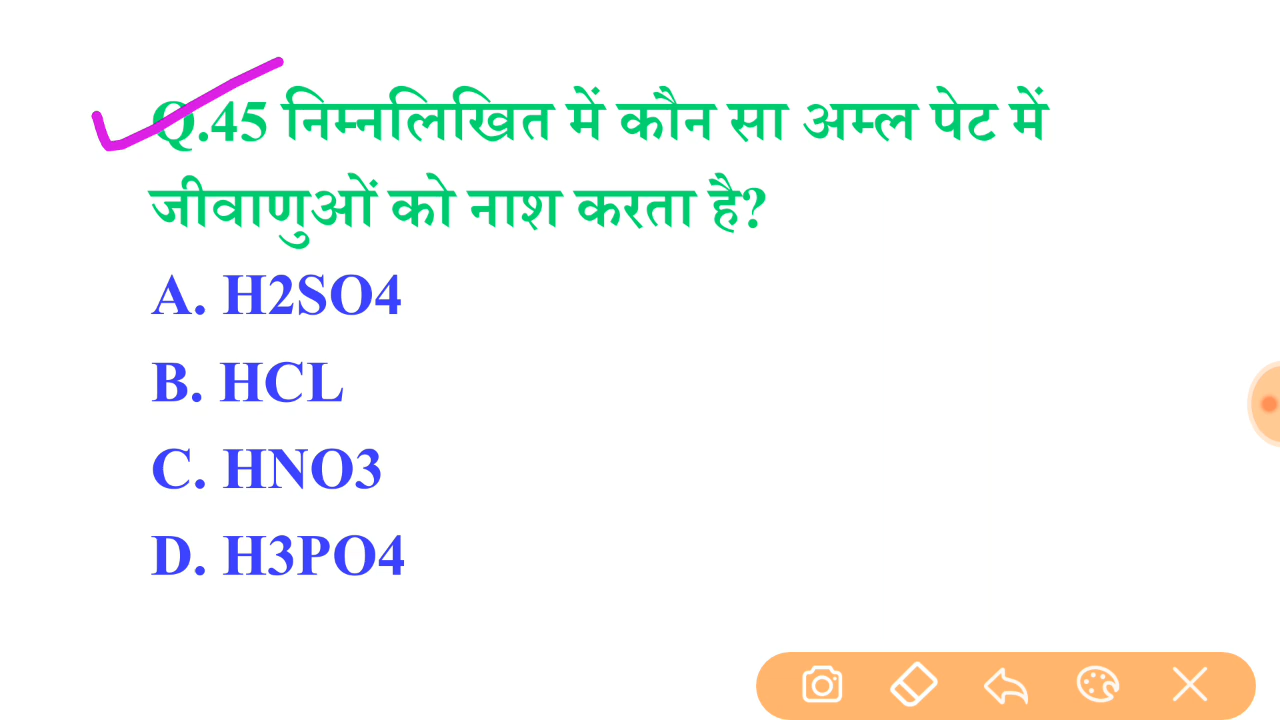 Q.45 निम्नलिखित में कौन सा अम्ल पेट में
जीवाणुओं को नाश करता है?
A. H2SO4
B. HCL
C. HNO3
D. H3PO4